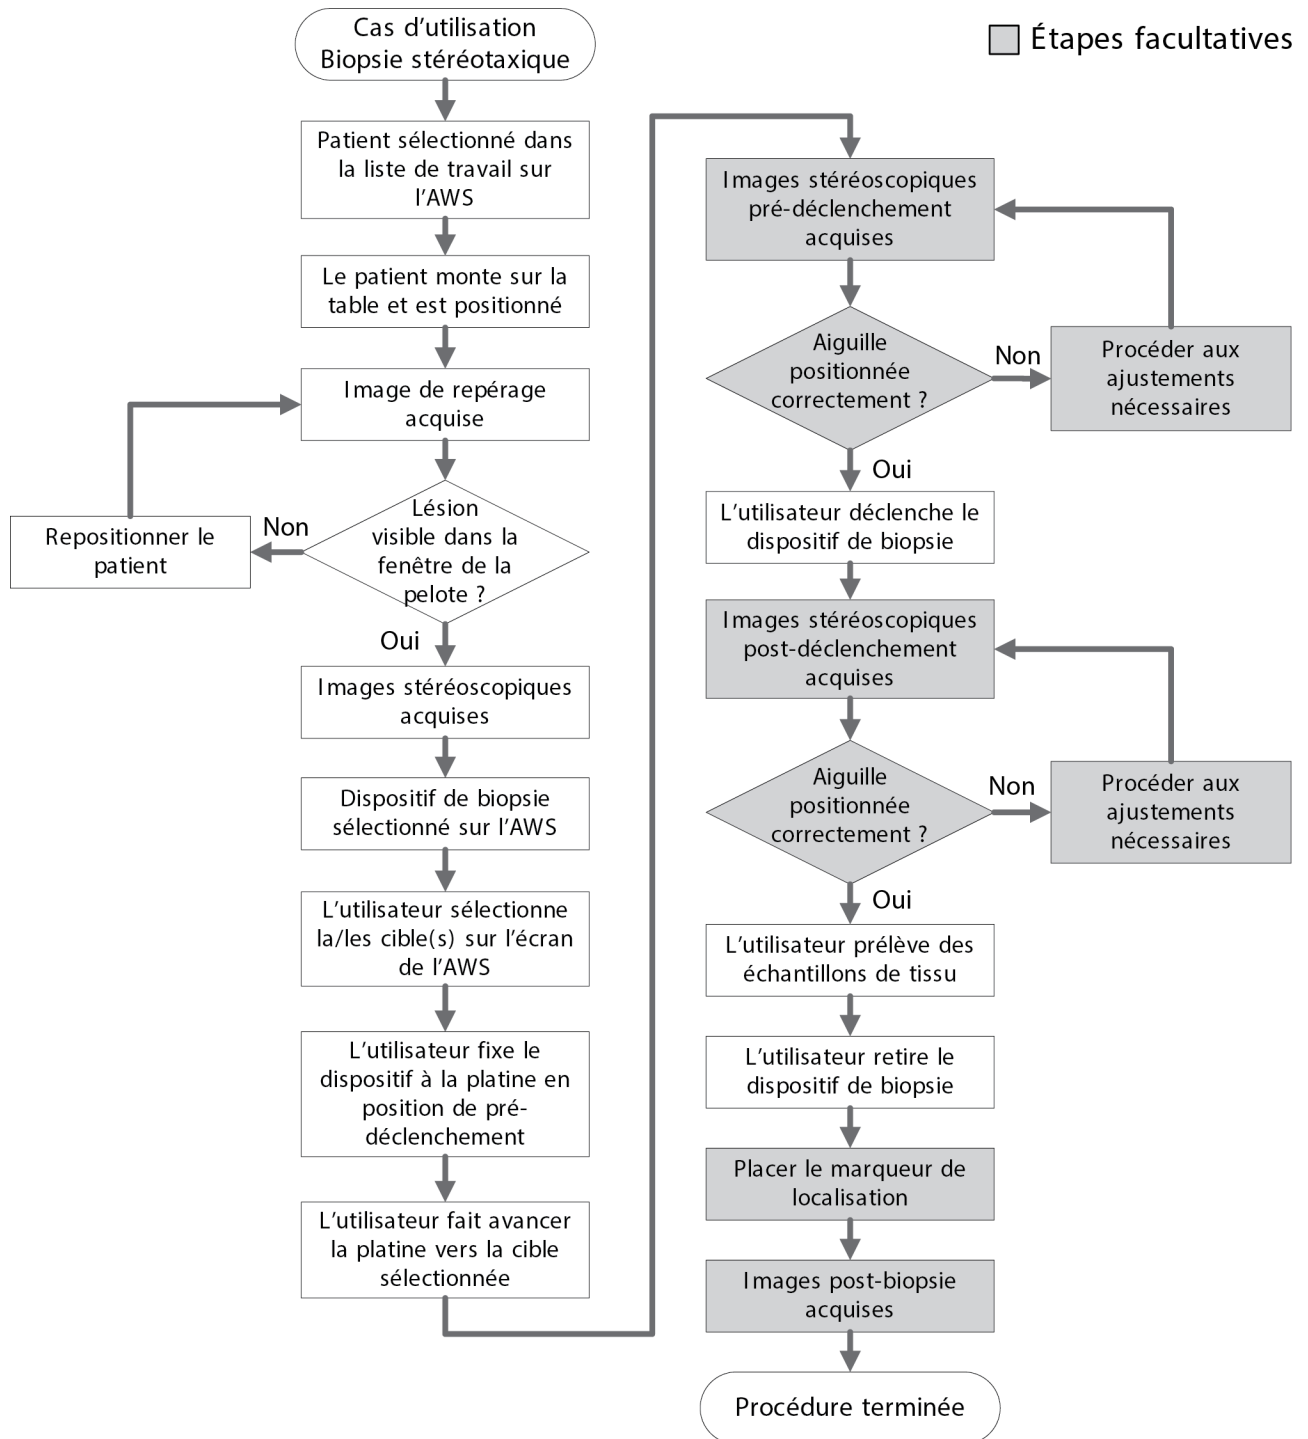 Cas d’utilisation
Biopsie stéréotaxique
Étapes facultatives
Patient sélectionné dans
la liste de travail sur
l’AWS
Le patient monte sur la
table et est positionné
Image de repérage
acquise
Lésion
visible dans la
fenêtre de la
pelote ?
Non
Repositionner le
patient
Oui
Images stéréoscopiques
acquises
Dispositif de biopsie
sélectionné sur l’AWS
L’utilisateur sélectionne
la/les cible(s) sur l’écran
de l’AWS
L’utilisateur fixe le
dispositif à la platine en
position de pré-
déclenchement
L’utilisateur fait avancer
la platine vers la cible
sélectionnée
Images stéréoscopiques
pré-déclenchement
acquises
Aiguille
positionnée
correctement ?
Non
Procéder aux
ajustements
nécessaires
Oui
L’utilisateur déclenche le
dispositif de biopsie
Images stéréoscopiques
post-déclenchement
acquises
Aiguille
positionnée
correctement ?
Non
Procéder aux
ajustements
nécessaires
Oui
L’utilisateur prélève des
échantillons de tissu
L’utilisateur retire le
dispositif de biopsie
Placer le marqueur de
localisation
Images post-biopsie
acquises
Procédure terminée